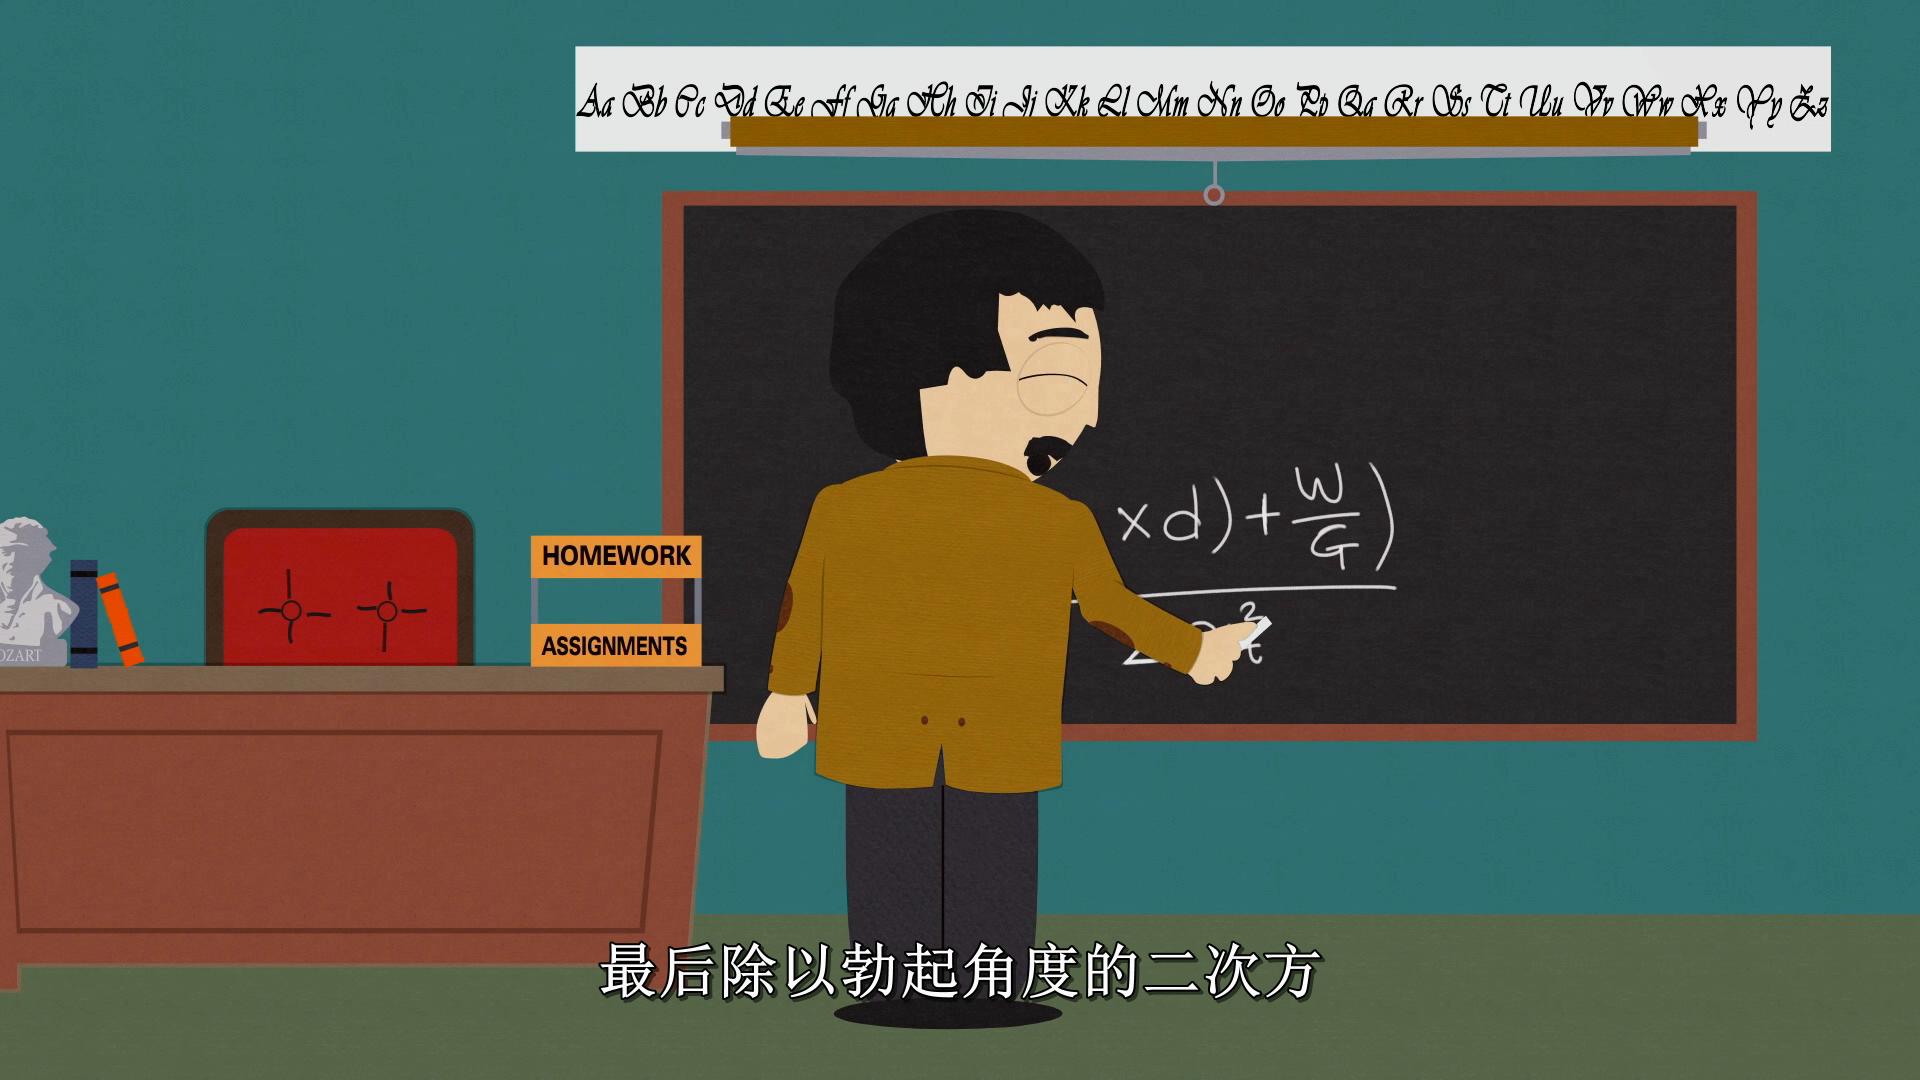 Aa Bb Cc Dd Ee Ff Gg Hh Ii Jj Kk Ll Mm Nn Oo Pp Qq Rr Ss Tt Uu Vv Ww Xx Yy Zz
xd)+W/G)
2
HOMEWORK
ASSIGNMENTS
OZART
最后除以勃起角度的二次方